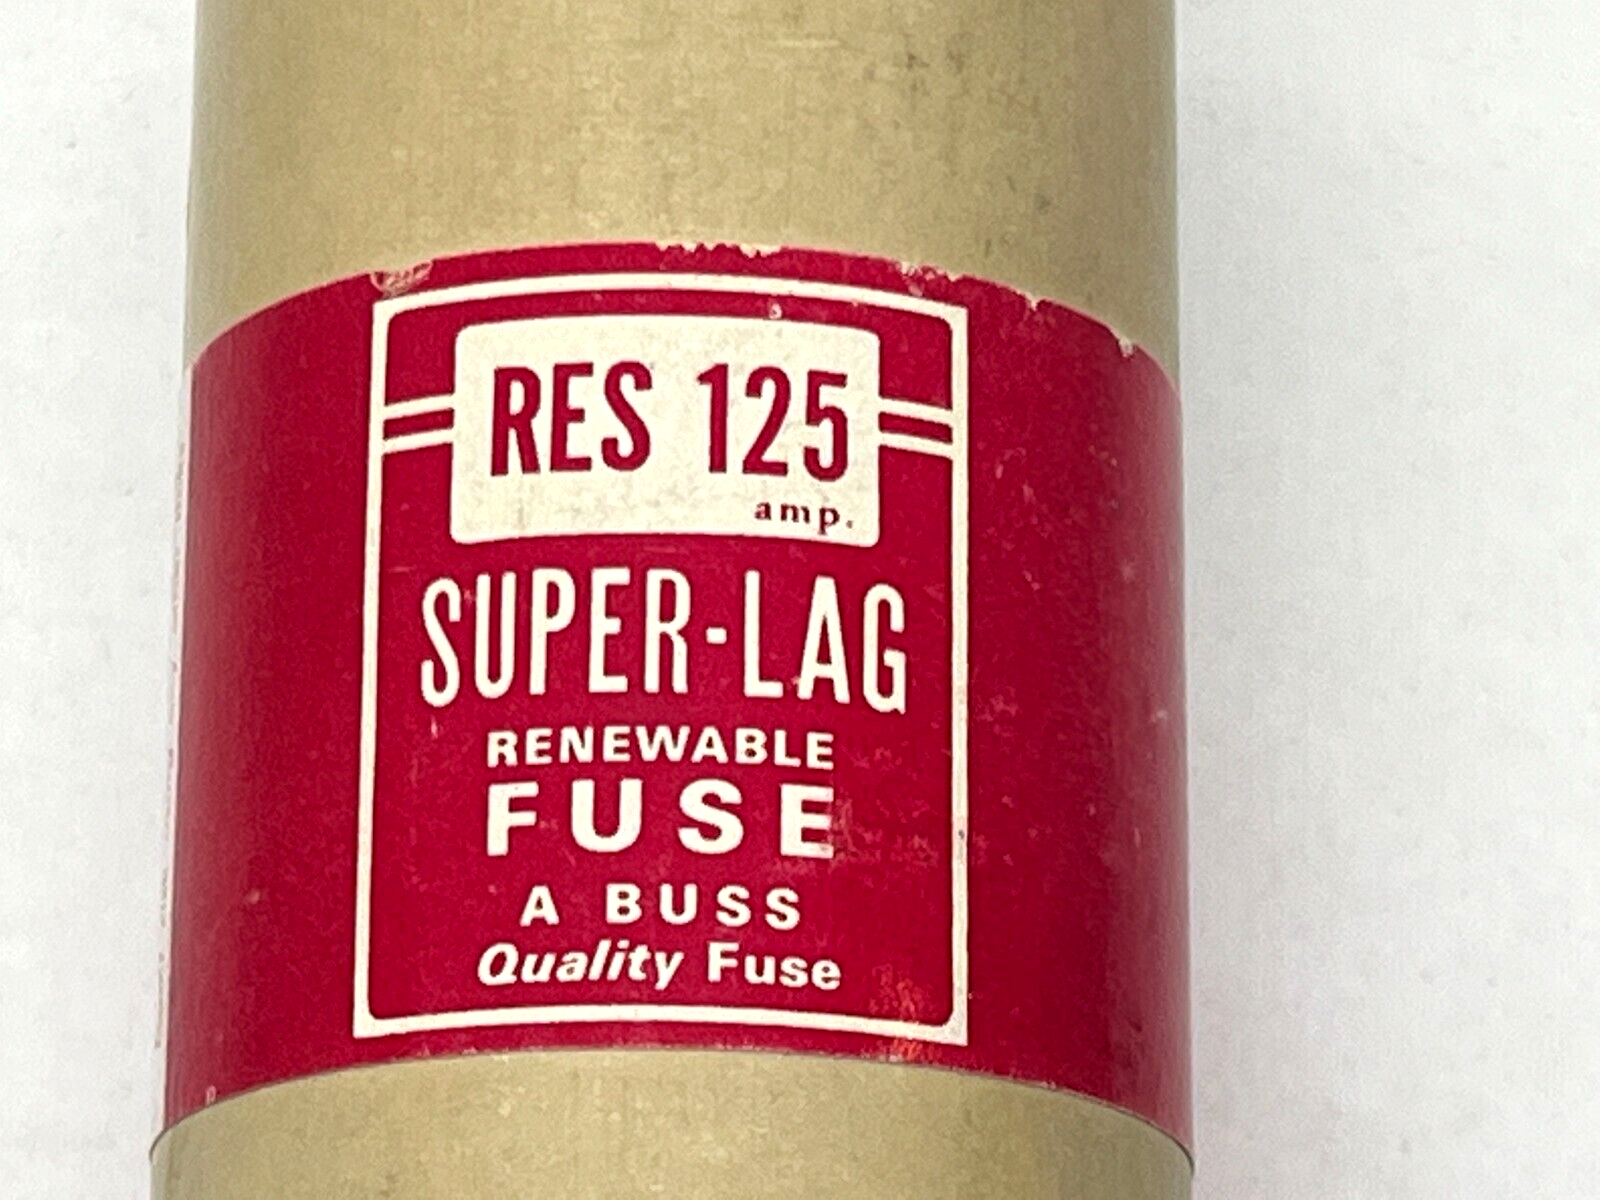 RES 125
amp.
SUPER-LAG
RENEWABLE
FUSE
A BUSS
Quality Fuse